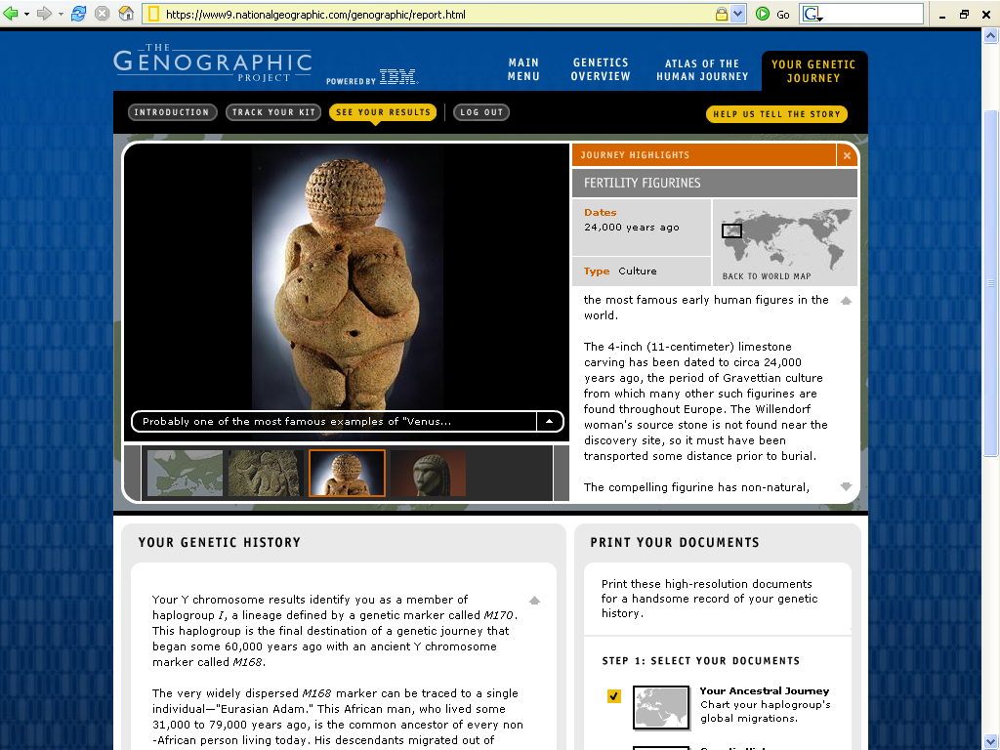 https://www9.nationalgeographic.com/genographic/report.html
Go
G
THE
GENOGRAPHIC
PROJECT
POWERED BY IBM
MAIN
MENU
GENETICS
OVERVIEW
ATLAS OF THE
HUMAN JOURNEY
YOUR GENETIC
JOURNEY
INTRODUCTION
TRACK YOUR KIT
SEE YOUR RESULTS
LOG OUT
HELP US TELL THE STORY
Probably one of the most famous examples of "Venus...
JOURNEY HIGHLIGHTS
FERTILITY FIGURINES
Dates
24,000 years ago
Type Culture
BACK TO WORLD MAP
the most famous early human figures in the
world.
The 4-inch (11-centimeter) limestone
carving has been dated to circa 24,000
years ago, the period of Gravettian culture
from which many other such figurines are
found throughout Europe. The Willendorf
woman's source stone is not found near the
discovery site, so it must have been
transported some distance prior to burial.
The compelling figurine has non-natural,
YOUR GENETIC HISTORY
Your Y chromosome results identify you as a member of
haplogroup I, a lineage defined by a genetic marker called M170.
This haplogroup is the final destination of a genetic journey that
began some 60,000 years ago with an ancient Y chromosome
marker called M168.
The very widely dispersed M168 marker can be traced to a single
individual—"Eurasian Adam." This African man, who lived some
31,000 to 79,000 years ago, is the common ancestor of every non
-African person living today. His descendants migrated out of
PRINT YOUR DOCUMENTS
Print these high-resolution documents
for a handsome record of your genetic
history.
STEP 1: SELECT YOUR DOCUMENTS
Your Ancestral Journey
Chart your haplogroup's
global migrations.